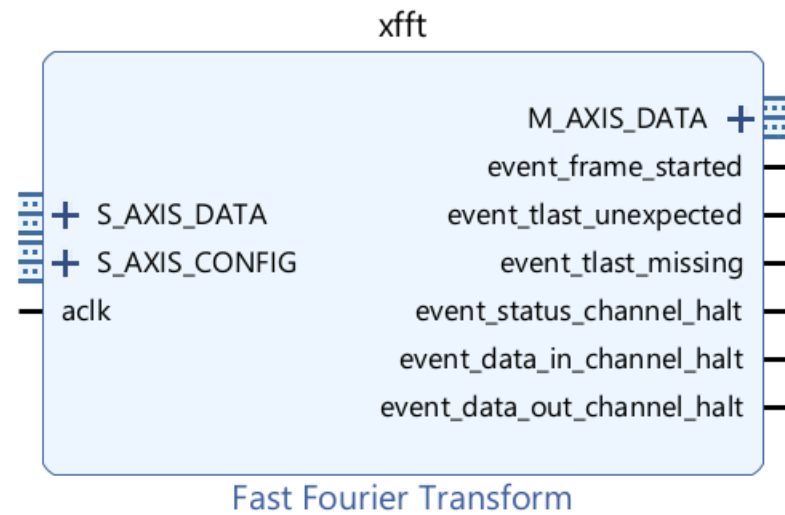 xfft
M_AXIS_DATA
event_frame_started
S_AXIS_DATA
event_tlast_unexpected
S_AXIS_CONFIG
event_tlast_missing
aclk
event_status_channel_halt
event_data_in_channel_halt
event_data_out_channel_halt
Fast Fourier Transform